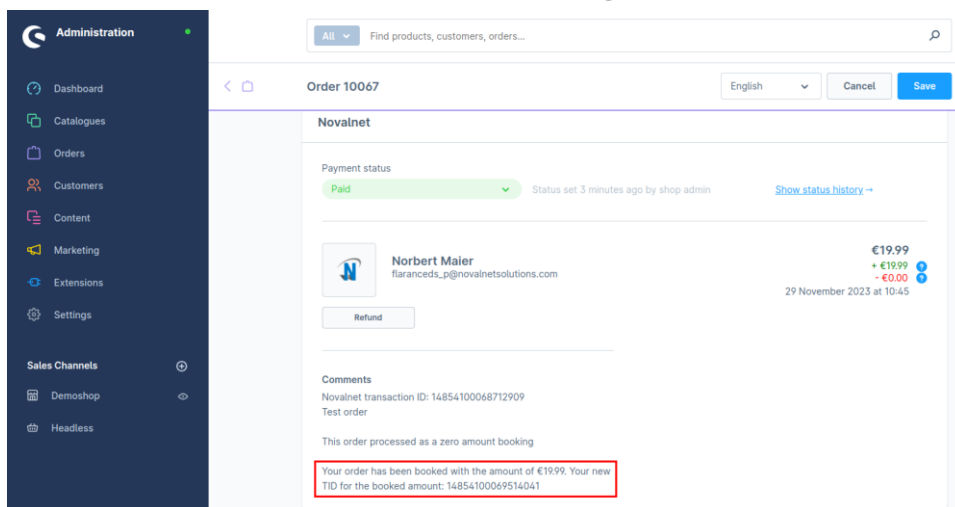 Administration
All
Find products, customers, orders...
Dashboard
Catalogues
Orders
Customers
Content
Marketing
Extensions
Settings
Sales Channels
Demoshop
Headless
Order 10067
English
Cancel
Save
Novalnet
Payment status
Paid
Status set 3 minutes ago by shop admin
Show status history→
Norbert Maier
flaranceds_p@novalnetsolutions.com
€19.99
+ €19.99
- €0.00
29 November 2023 at 10:45
Refund
Comments
Novalnet transaction ID: 14854100068712909
Test order
This order processed as a zero amount booking
Your order has been booked with the amount of €19.99. Your new
TID for the booked amount: 14854100069514041